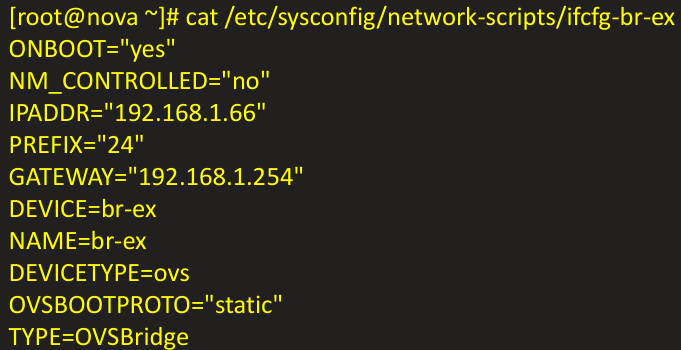 [root@nova ~]# cat /etc/sysconfig/network-scripts/ifcfg-br-ex
ONBOOT="yes"
NM_CONTROLLED="no"
IPADDR="192.168.1.66"
PREFIX="24"
GATEWAY="192.168.1.254"
DEVICE=br-ex
NAME=br-ex
DEVICETYPE=ovs
OVSBOOTPROTO="static"
TYPE=OVSBridge